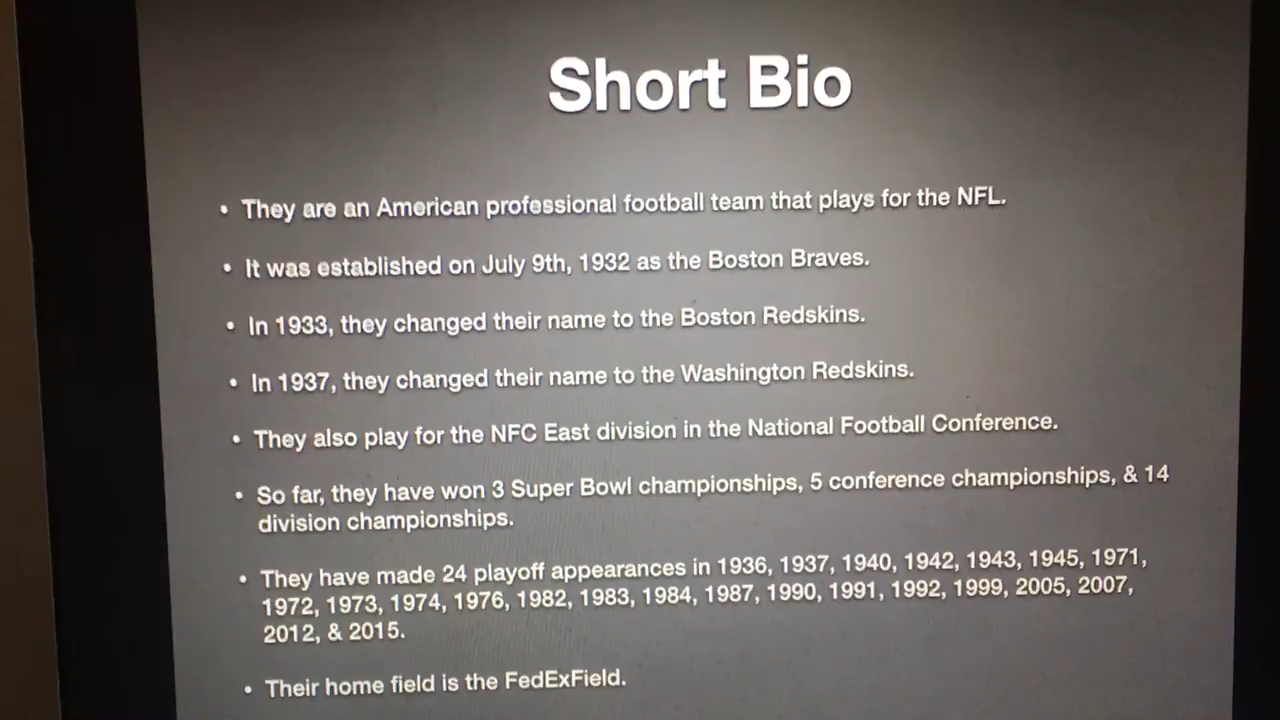 Short Bio
• They are an American professional football team that plays for the NFL.
• It was established on July 9th, 1932 as the Boston Braves.
• In 1933, they changed their name to the Boston Redskins.
• In 1937, they changed their name to the Washington Redskins.
• They also play for the NFC East division in the National Football Conference.
• So far, they have won 3 Super Bowl championships, 5 conference championships, & 14
division championships.
• They have made 24 playoff appearances in 1936, 1937, 1940, 1942, 1943, 1945, 1971,
1972, 1973, 1974, 1976, 1982, 1983, 1984, 1987, 1990, 1991, 1992, 1999, 2005, 2007,
2012, & 2015.
• Their home field is the FedExField.